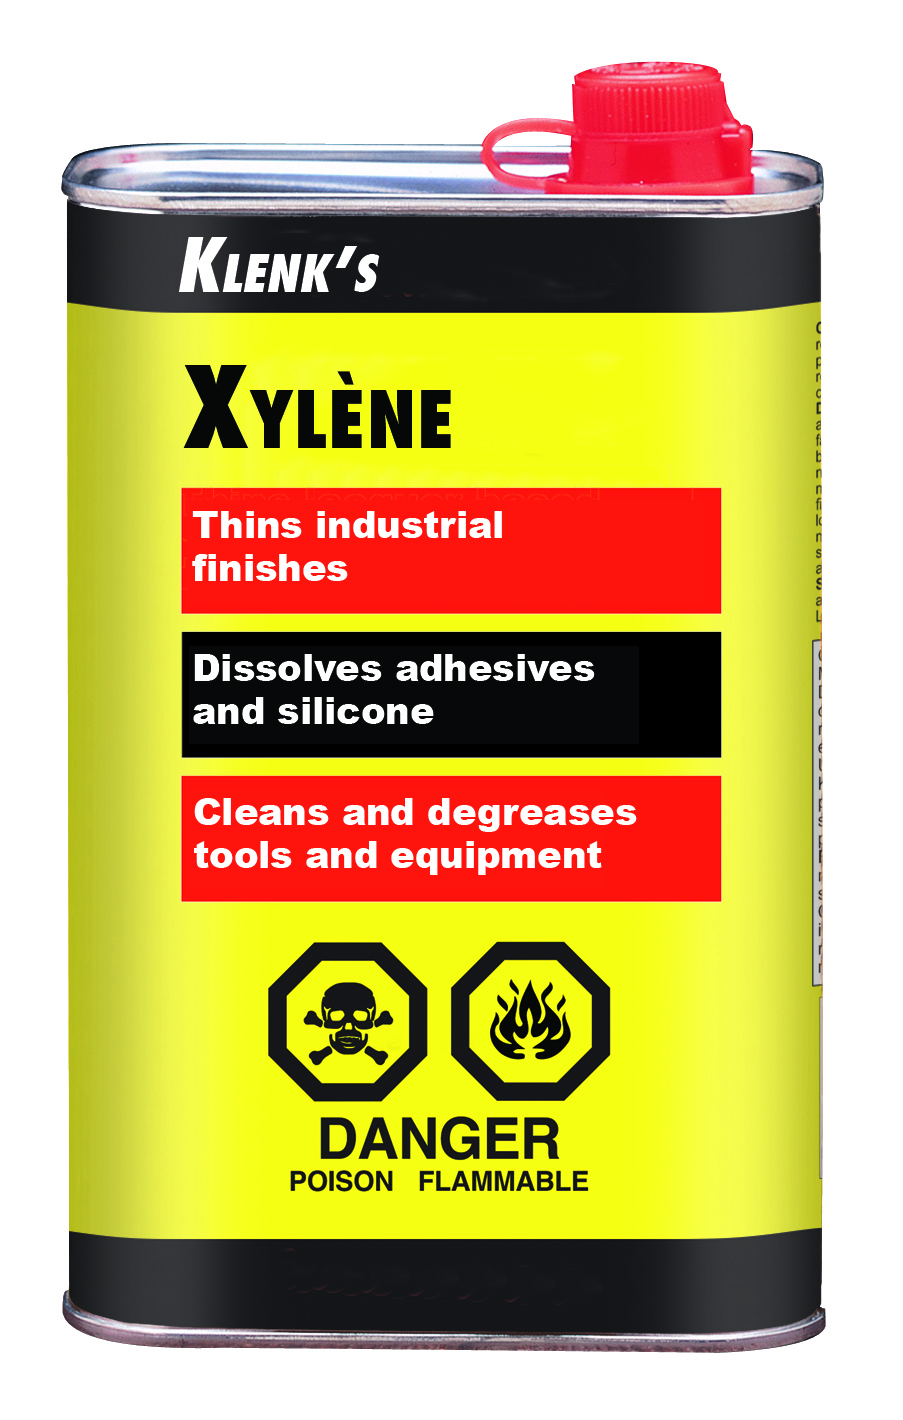 KLENK'S
XYLÈNE
Thins industrial
finishes
Dissolves adhesives
and silicone
Cleans and degreases
tools and equipment
DANGER
POISON FLAMMABLE